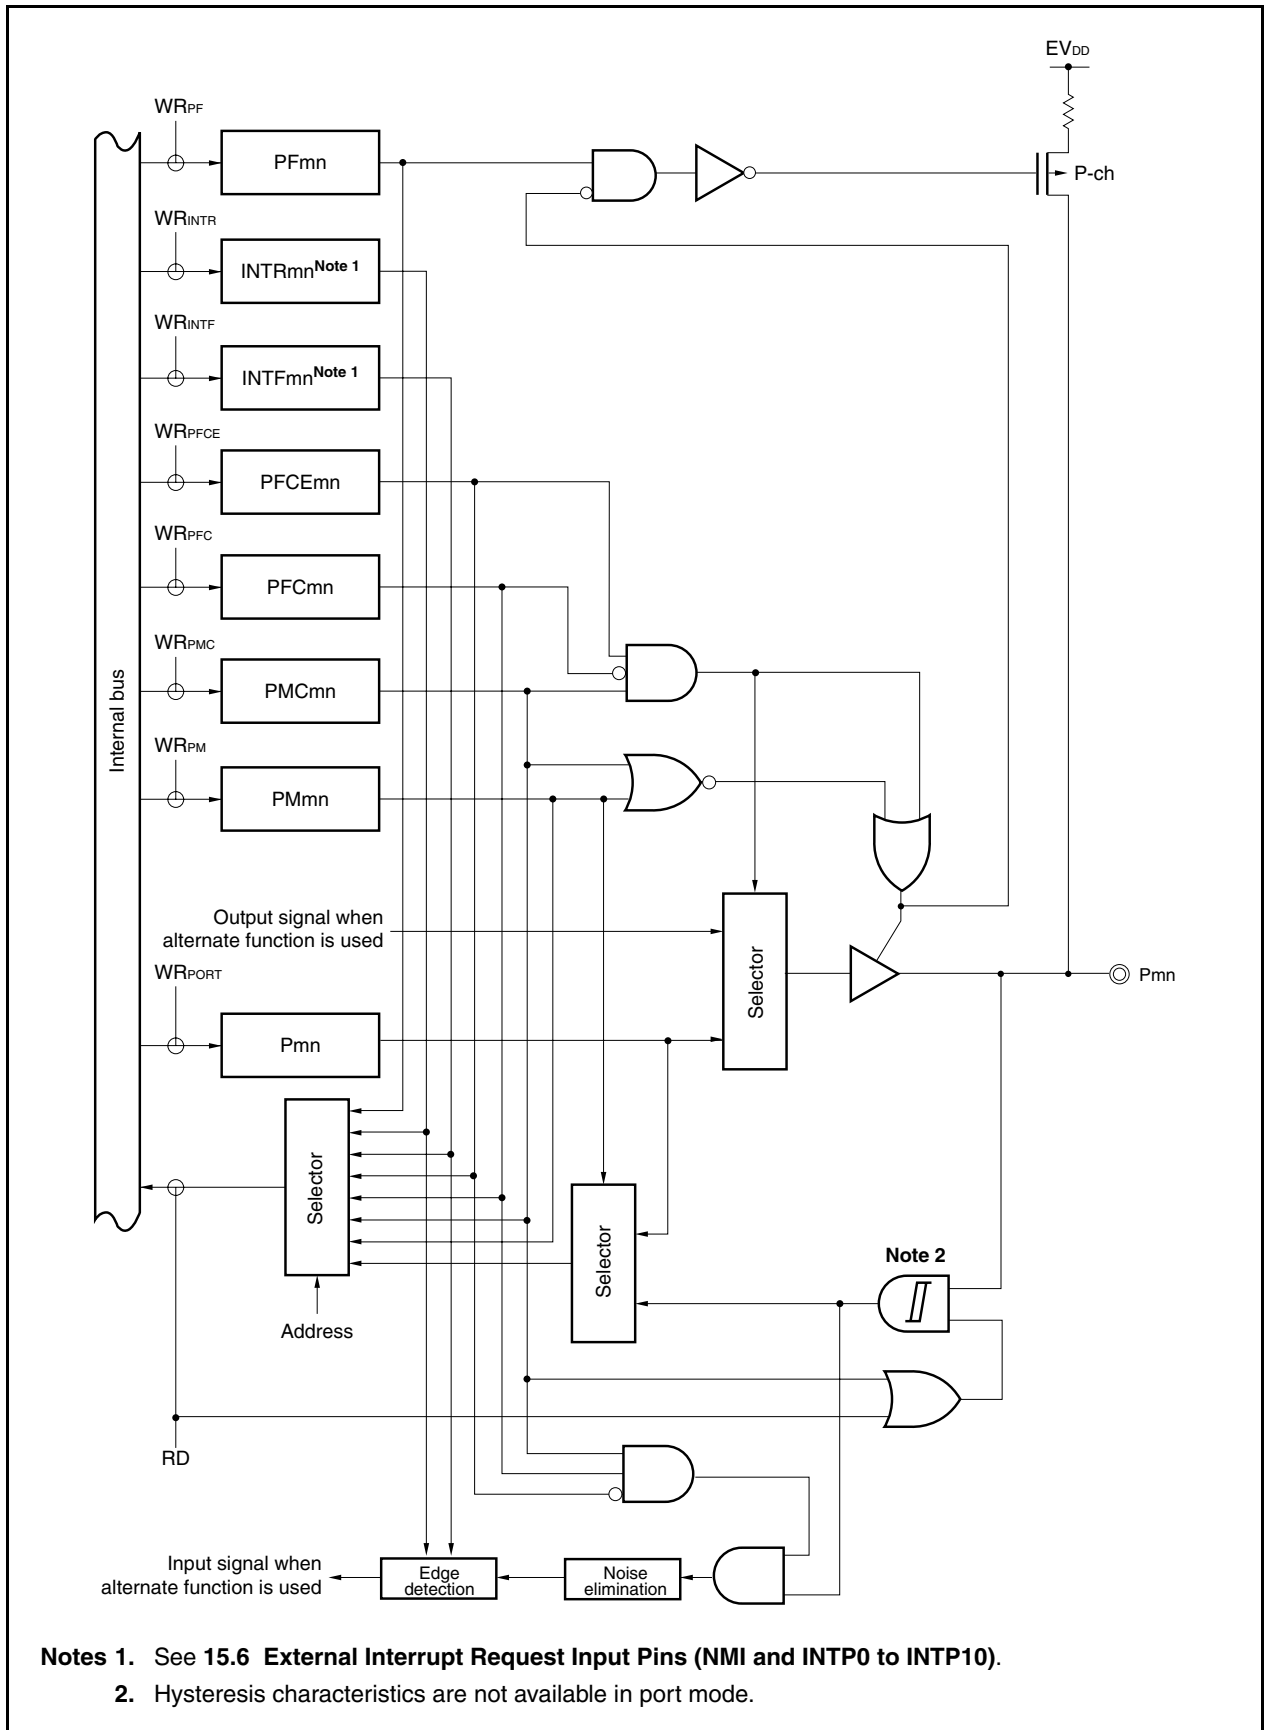 EVDD
WRPF
PFmn
P-ch
WRINTR
INTRmnNote 1
WRINTF
INTFmnNote 1
WRPFCE
PFCEmn
WRPFC
PFCmn
WRPMC
PMCmn
Internal bus
WRPM
PMmn
Output signal when
alternate function is used
Selector
WRPORT
Pmn
Pmn
Selector
Selector
Note 2
Address
RD
Input signal when
alternate function is used
Edge
detection
Noise
elimination
Notes 1. See 15.6 External Interrupt Request Input Pins (NMI and INTP0 to INTP10).
2. Hysteresis characteristics are not available in port mode.